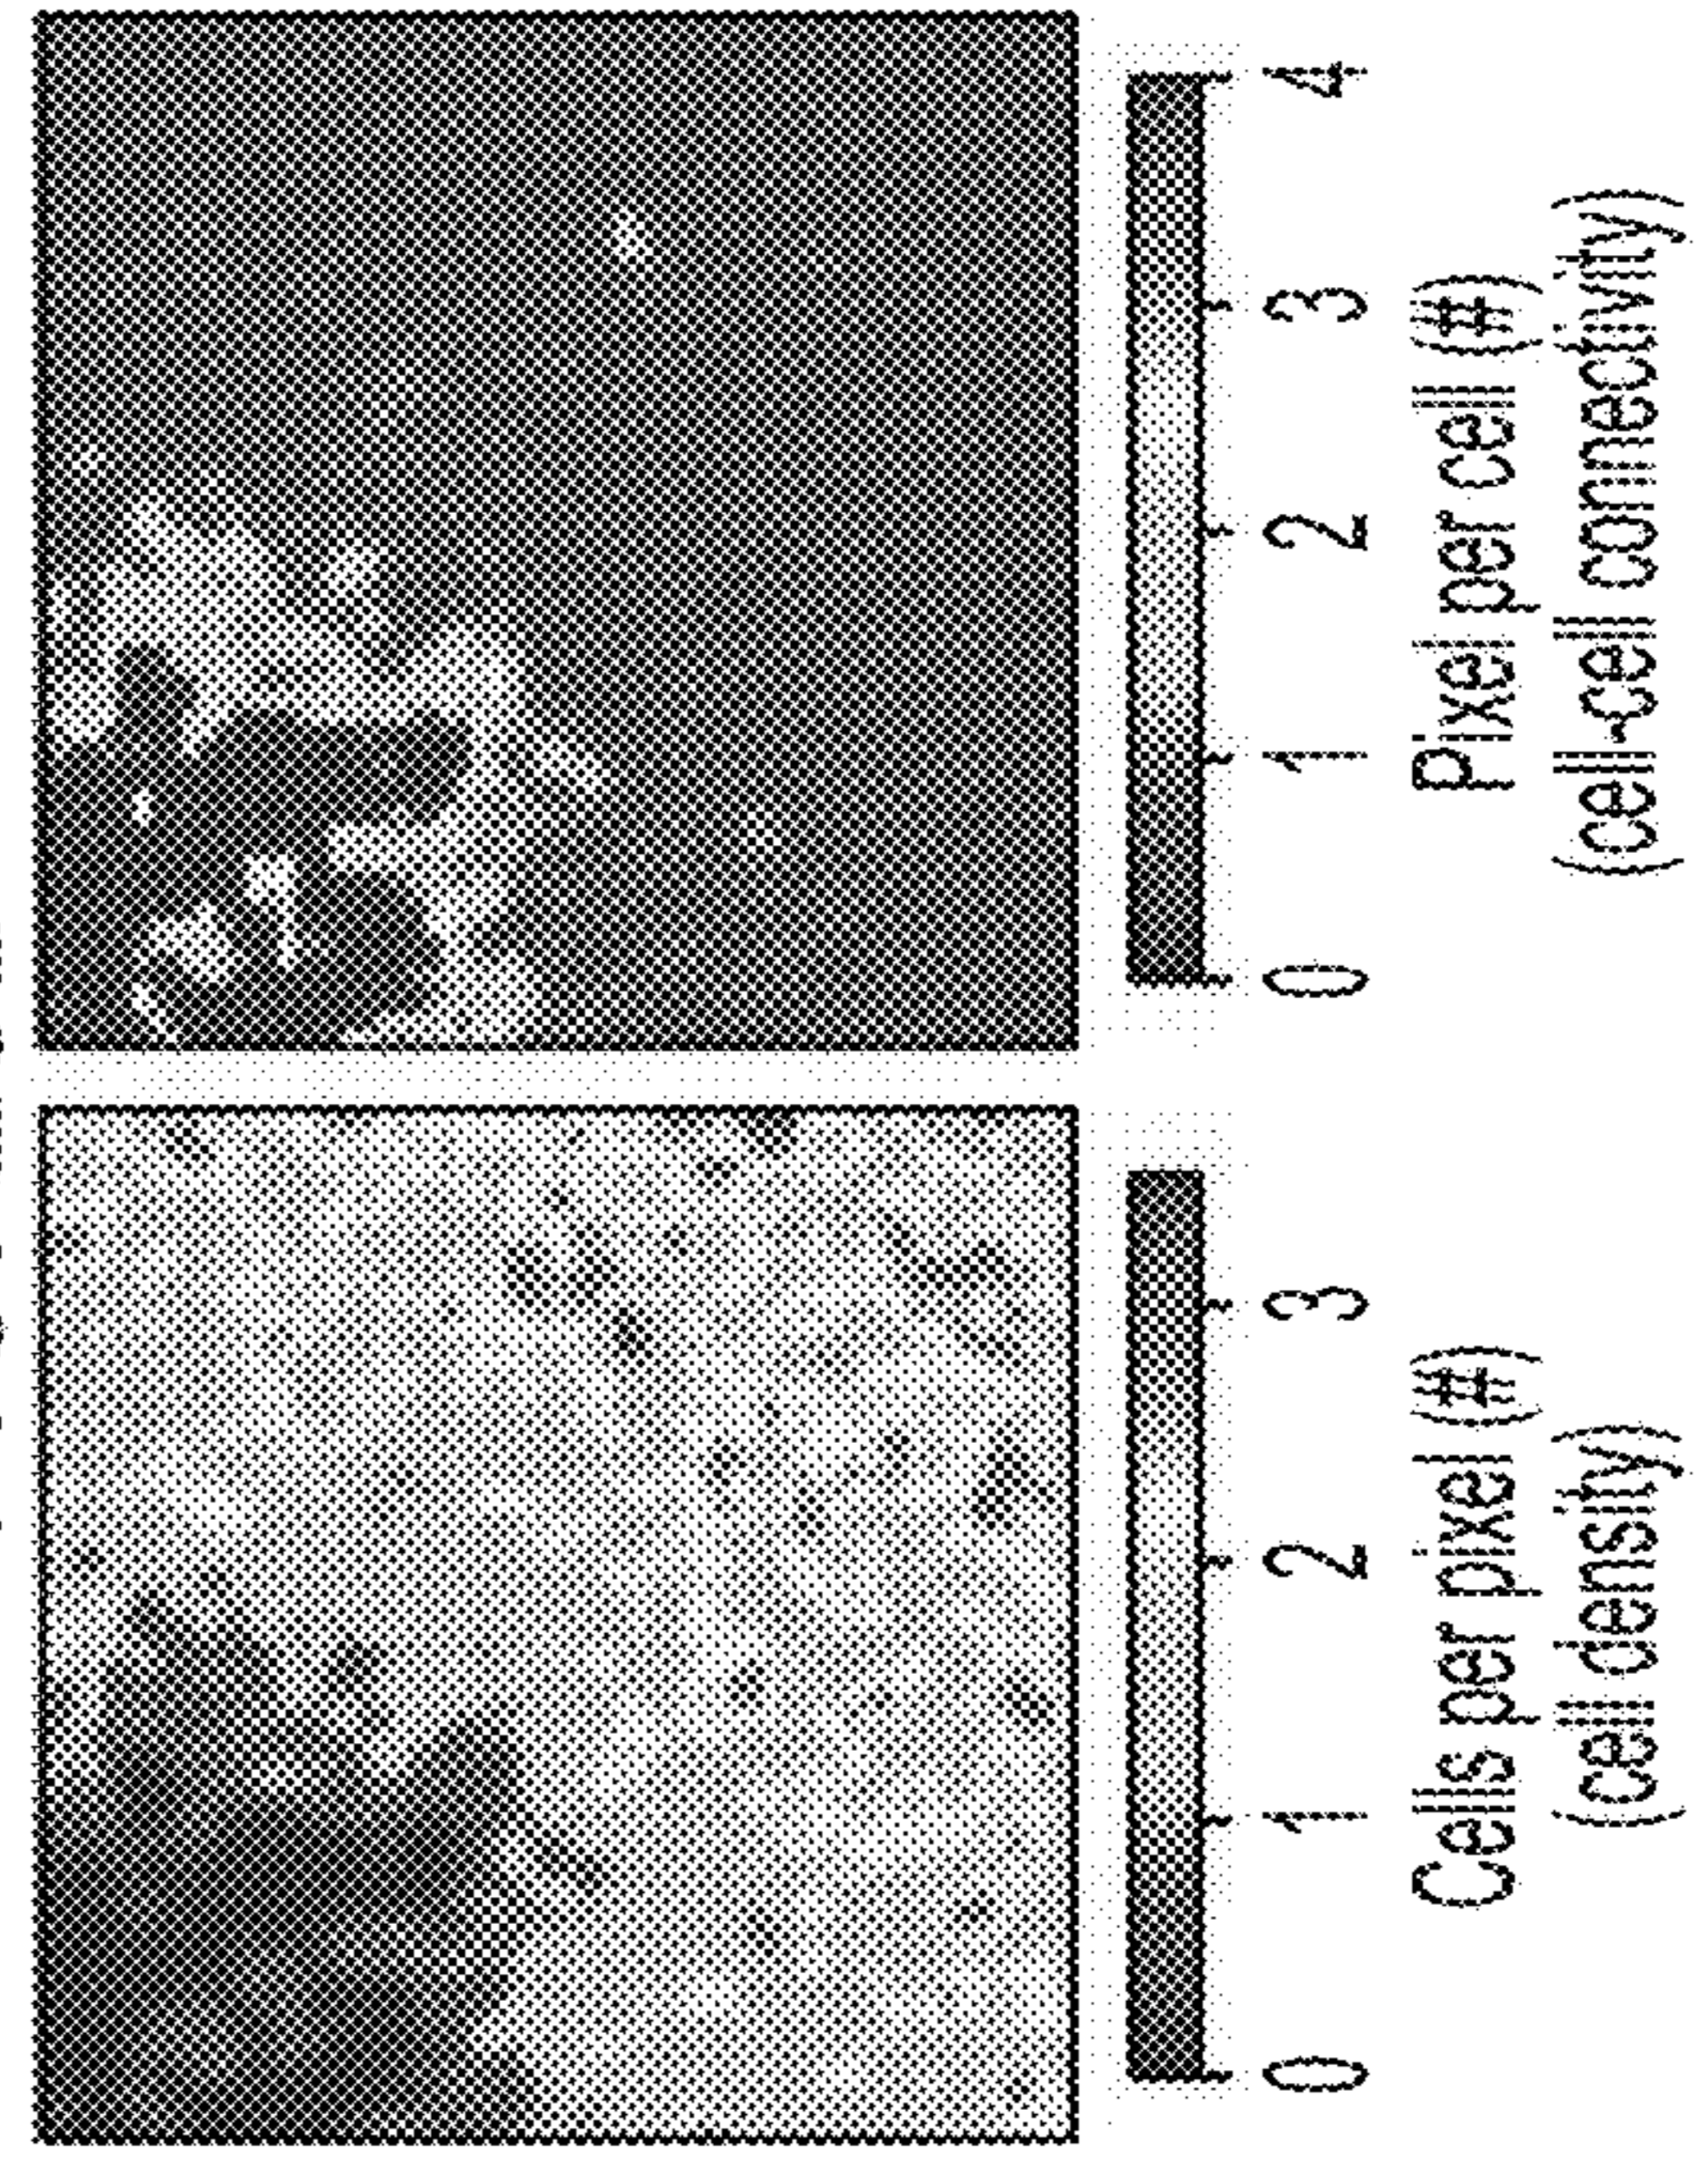 0 1 2 3
Cells per pixel (#)
(cell density)
0 1 2 3 4
Pixel per cell (#)
(cell-cell connectivity)